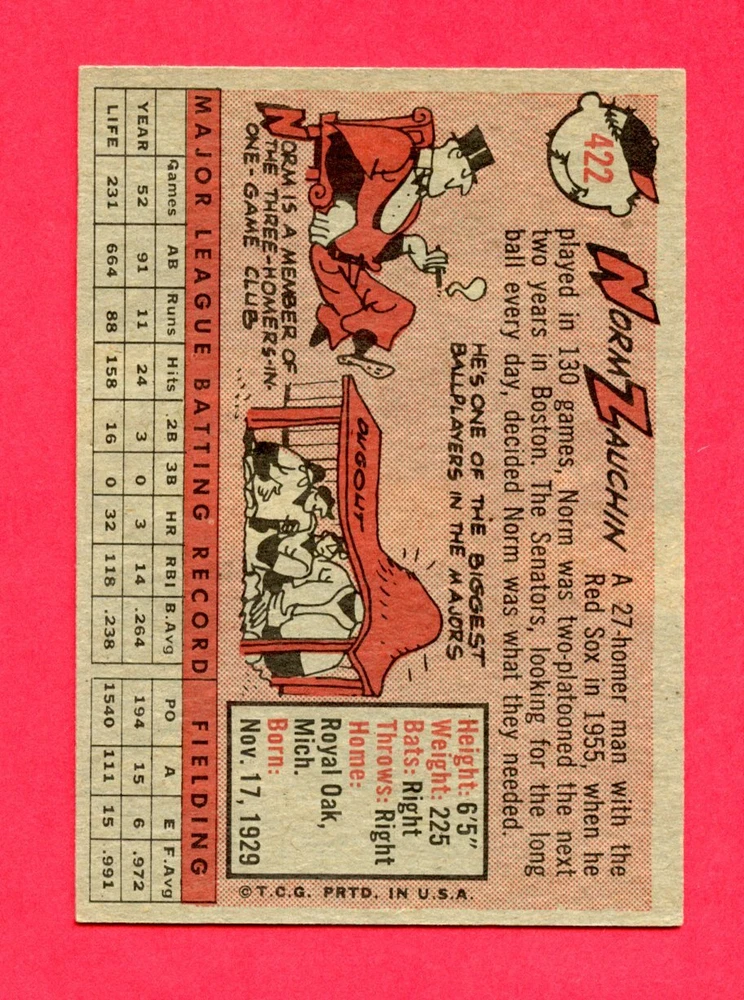 422
NORM ZAUCHIN A 27-homer man with the
Red Sox in 1955, when he
played in 130 games, Norm was two-platooned the next
two years in Boston. The Senators, looking for the long
ball every day, decided Norm was what they needed.
NORM IS A MEMBER OF
THE THREE-HOMERS-IN-
ONE-GAME CLUB
HE'S ONE OF THE BIGGEST
BALLPLAYERS IN THE MAJORS
DUGOUT
Height: 6'5"
Weight: 225
Bats: Right
Throws: Right
Home:
Royal Oak,
Mich.
Born:
Nov. 17, 1929
©T.C.G. PRTD. IN U.S.A.
MAJOR LEAGUE BATTING RECORD FIELDING
Games AB Runs Hits 2B 3B HR RBI B.Avg PO A E F.Avg
YEAR 52 91 11 24 3 0 3 14 .264 194 15 6 .972
LIFE 231 664 88 158 16 0 32 118 .238 1540 111 15 .991